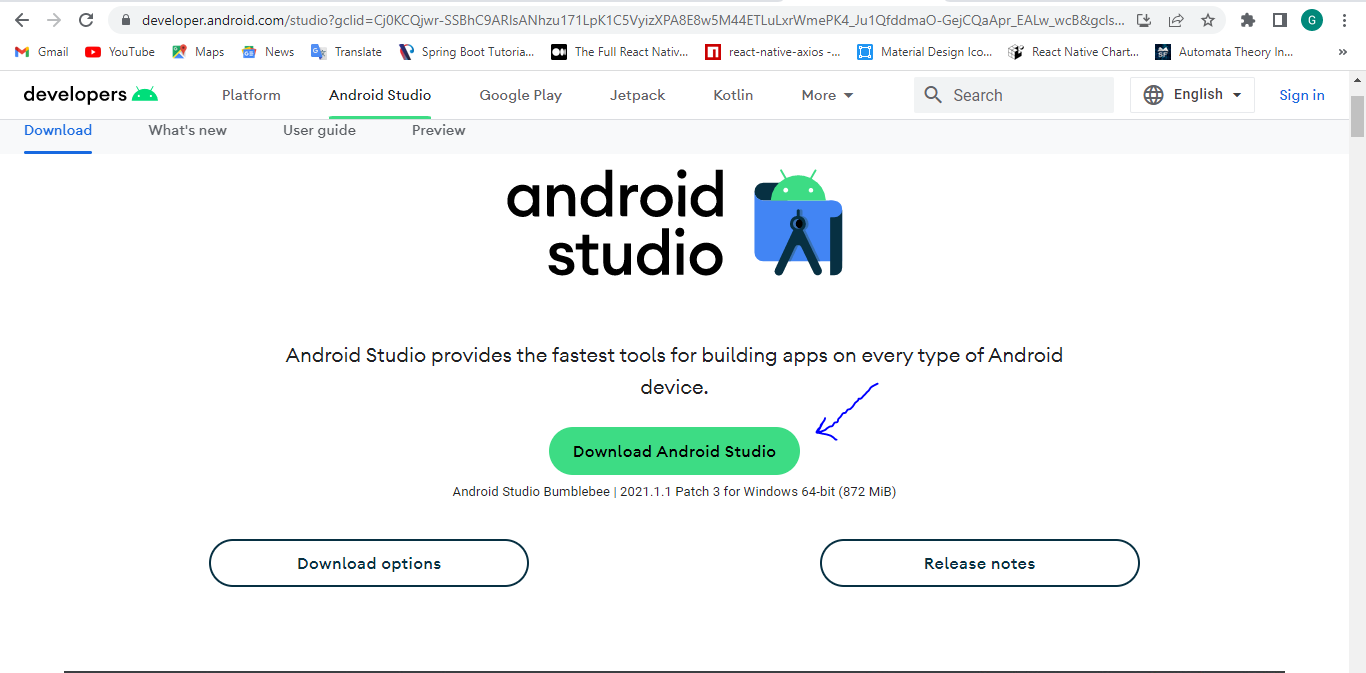 developer.android.com/studio?gclid=Cj0KCQjwr-SSBhC9ARIsANhzu171LpK1C5VyizXPA8E8w5M44ETLuLxrWmePK4_Ju1QfddmaO-GejCQaApr_EALw_wcB&gcls...
G
Gmail YouTube Maps News Translate Spring Boot Tutoria... The Full React Nativ... react-native-axios -... Material Design Ico... React Native Chart... Automata Theory In... »
developers Platform Android Studio Google Play Jetpack Kotlin More Search English Sign in
Download What's new User guide Preview
android
studio
Android Studio provides the fastest tools for building apps on every type of Android
device.
Download Android Studio
Android Studio Bumblebee | 2021.1.1 Patch 3 for Windows 64-bit (872 MiB)
Download options Release notes